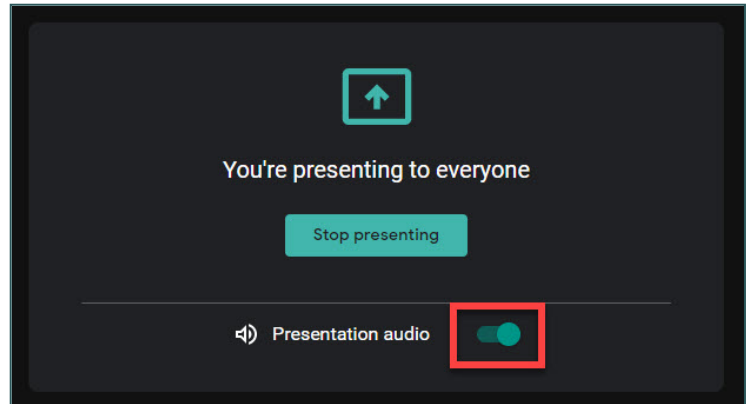 You're presenting to everyone
Stop presenting
Presentation audio